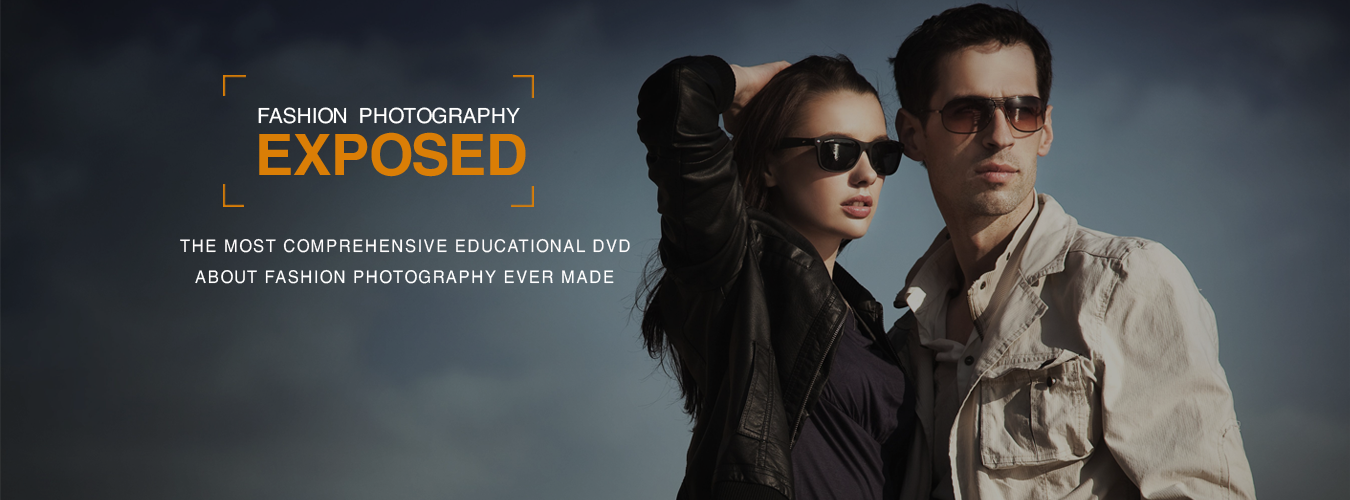 FASHION PHOTOGRAPHY
EXPOSED
THE MOST COMPREHENSIVE EDUCATIONAL DVD
ABOUT FASHION PHOTOGRAPHY EVER MADE